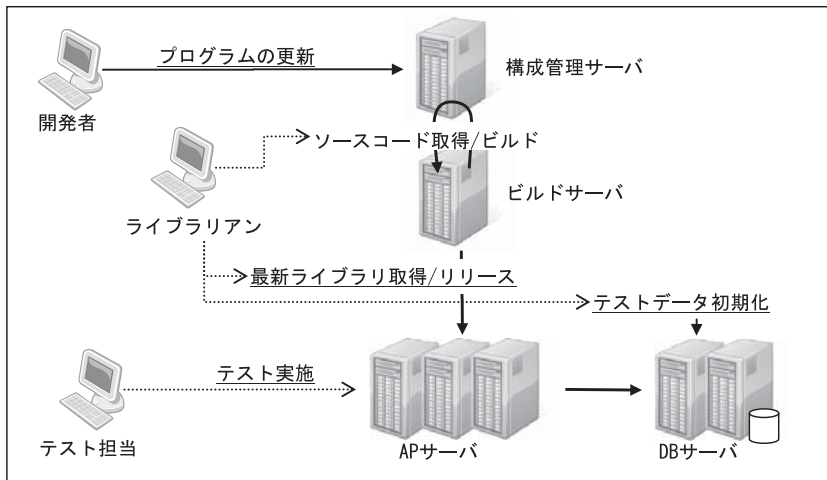 プログラムの更新
構成管理サーバ
開発者
ソースコード取得/ビルド
ビルドサーバ
ライブラリアン
最新ライブラリ取得/リリース
テストデータ初期化
テスト実施
テスト担当
APサーバ
DBサーバ